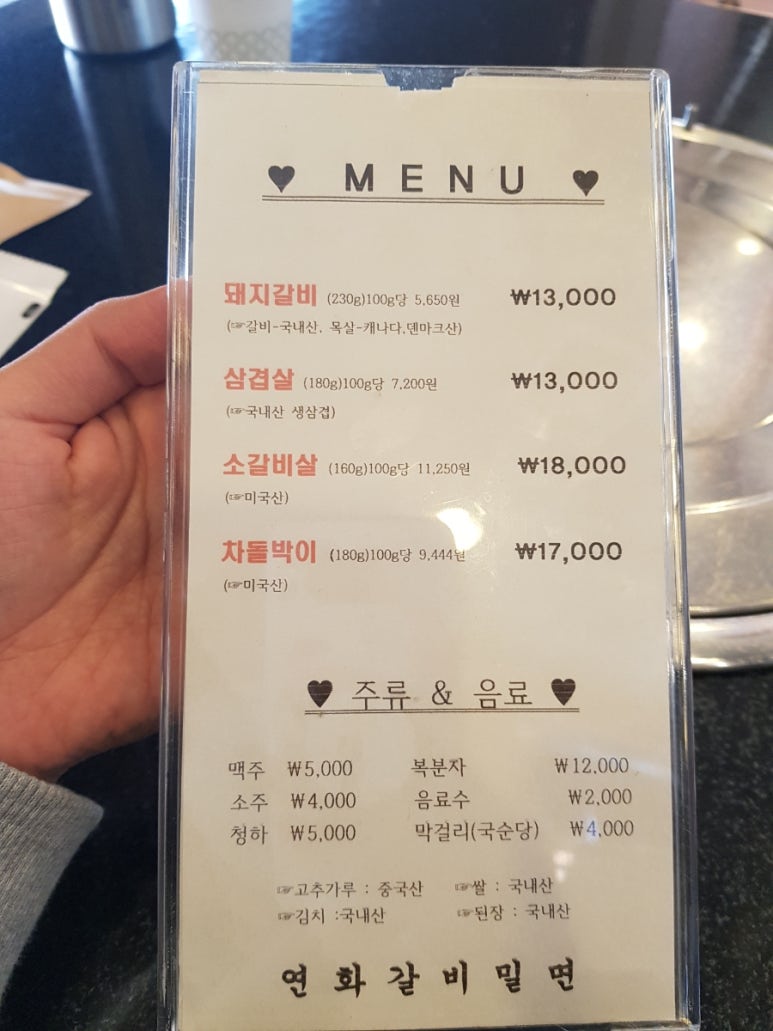 ♥ MENU ♥
돼지갈비 (230g)100g당 5,650원 ₩13,000
(☞갈비-국내산, 목살-캐나다,덴마크산)
삼겹살 (180g)100g당 7,200원 ₩13,000
(☞국내산 생삼겹)
소갈비살 (160g)100g당 11,250원 ₩18,000
(☞미국산)
차돌박이 (180g)100g당 9,444원 ₩17,000
(☞미국산)
♥ 주류 & 음료 ♥
맥주 ₩5,000 복분자 ₩12,000
소주 ₩4,000 음료수 ₩2,000
청하 ₩5,000 막걸리(국순당) ₩4,000
☞고추가루 : 중국산 ☞쌀 : 국내산
☞김치 :국내산 ☞된장 : 국내산
연화갈비밀면